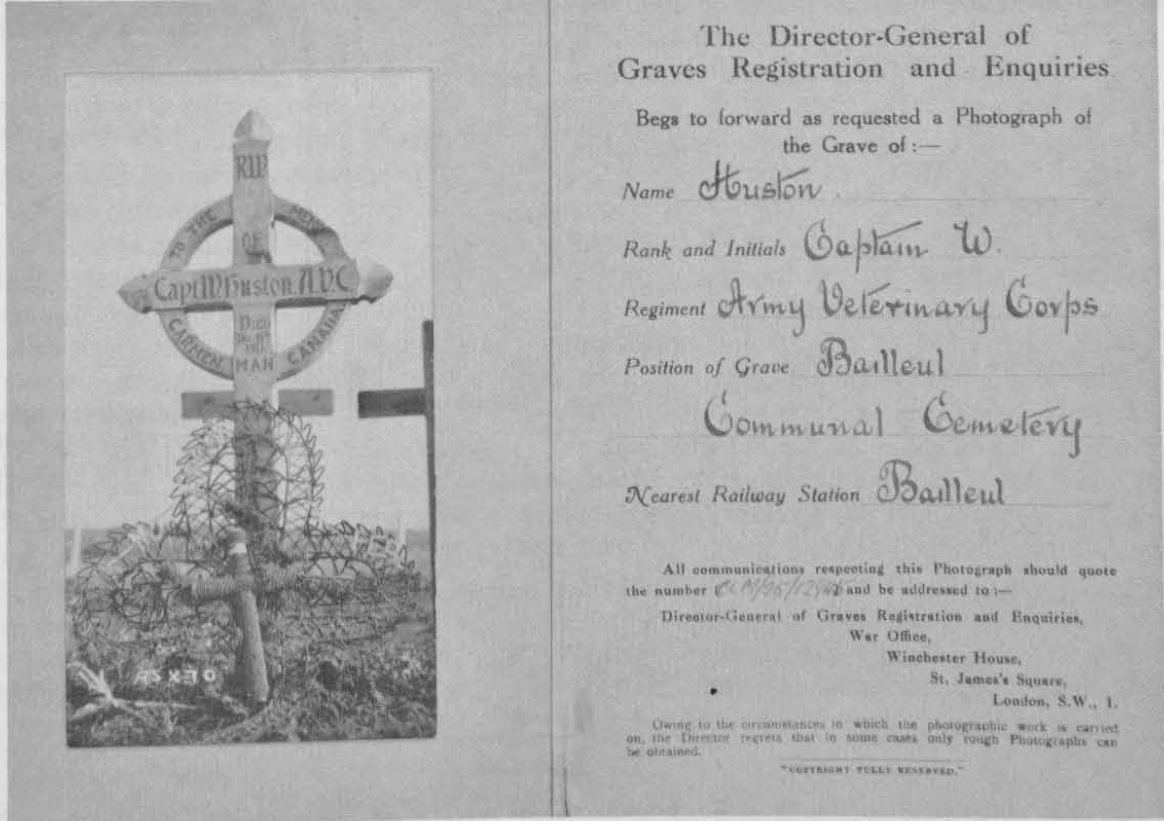 RIP
TO THE MEM
OF
Capt W Huston A.V.C
Died
CARMEN MAN CANADA
The Director-General of
Graves Registration and Enquiries
Begs to forward as requested a Photograph of
the Grave of :—
Name Huston.
Rank and Initials Captain W.
Regiment Army Veterinary Corps
Position of Grave Bailleul
Communal Cemetery
Nearest Railway Station Bailleul
All communications respecting this Photograph should quote
the number and be addressed to :—
Director-General of Graves Registration and Enquiries,
War Office,
Winchester House,
St. James's Square,
London, S.W., 1.
Owing to the circumstances in which the photographic work is carried
on, the Director regrets that in some cases only rough Photographs can
be obtained.
"COPYRIGHT FULLY RESERVED."